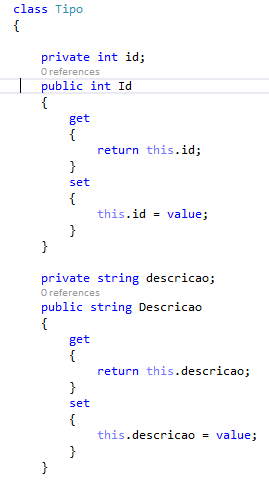 class Tipo
{
private int id;
0 references
public int Id
{
get
{
return this.id;
}
set
{
this.id = value;
}
}
private string descricao;
0 references
public string Descricao
{
get
{
return this.descricao;
}
set
{
this.descricao = value;
}
}